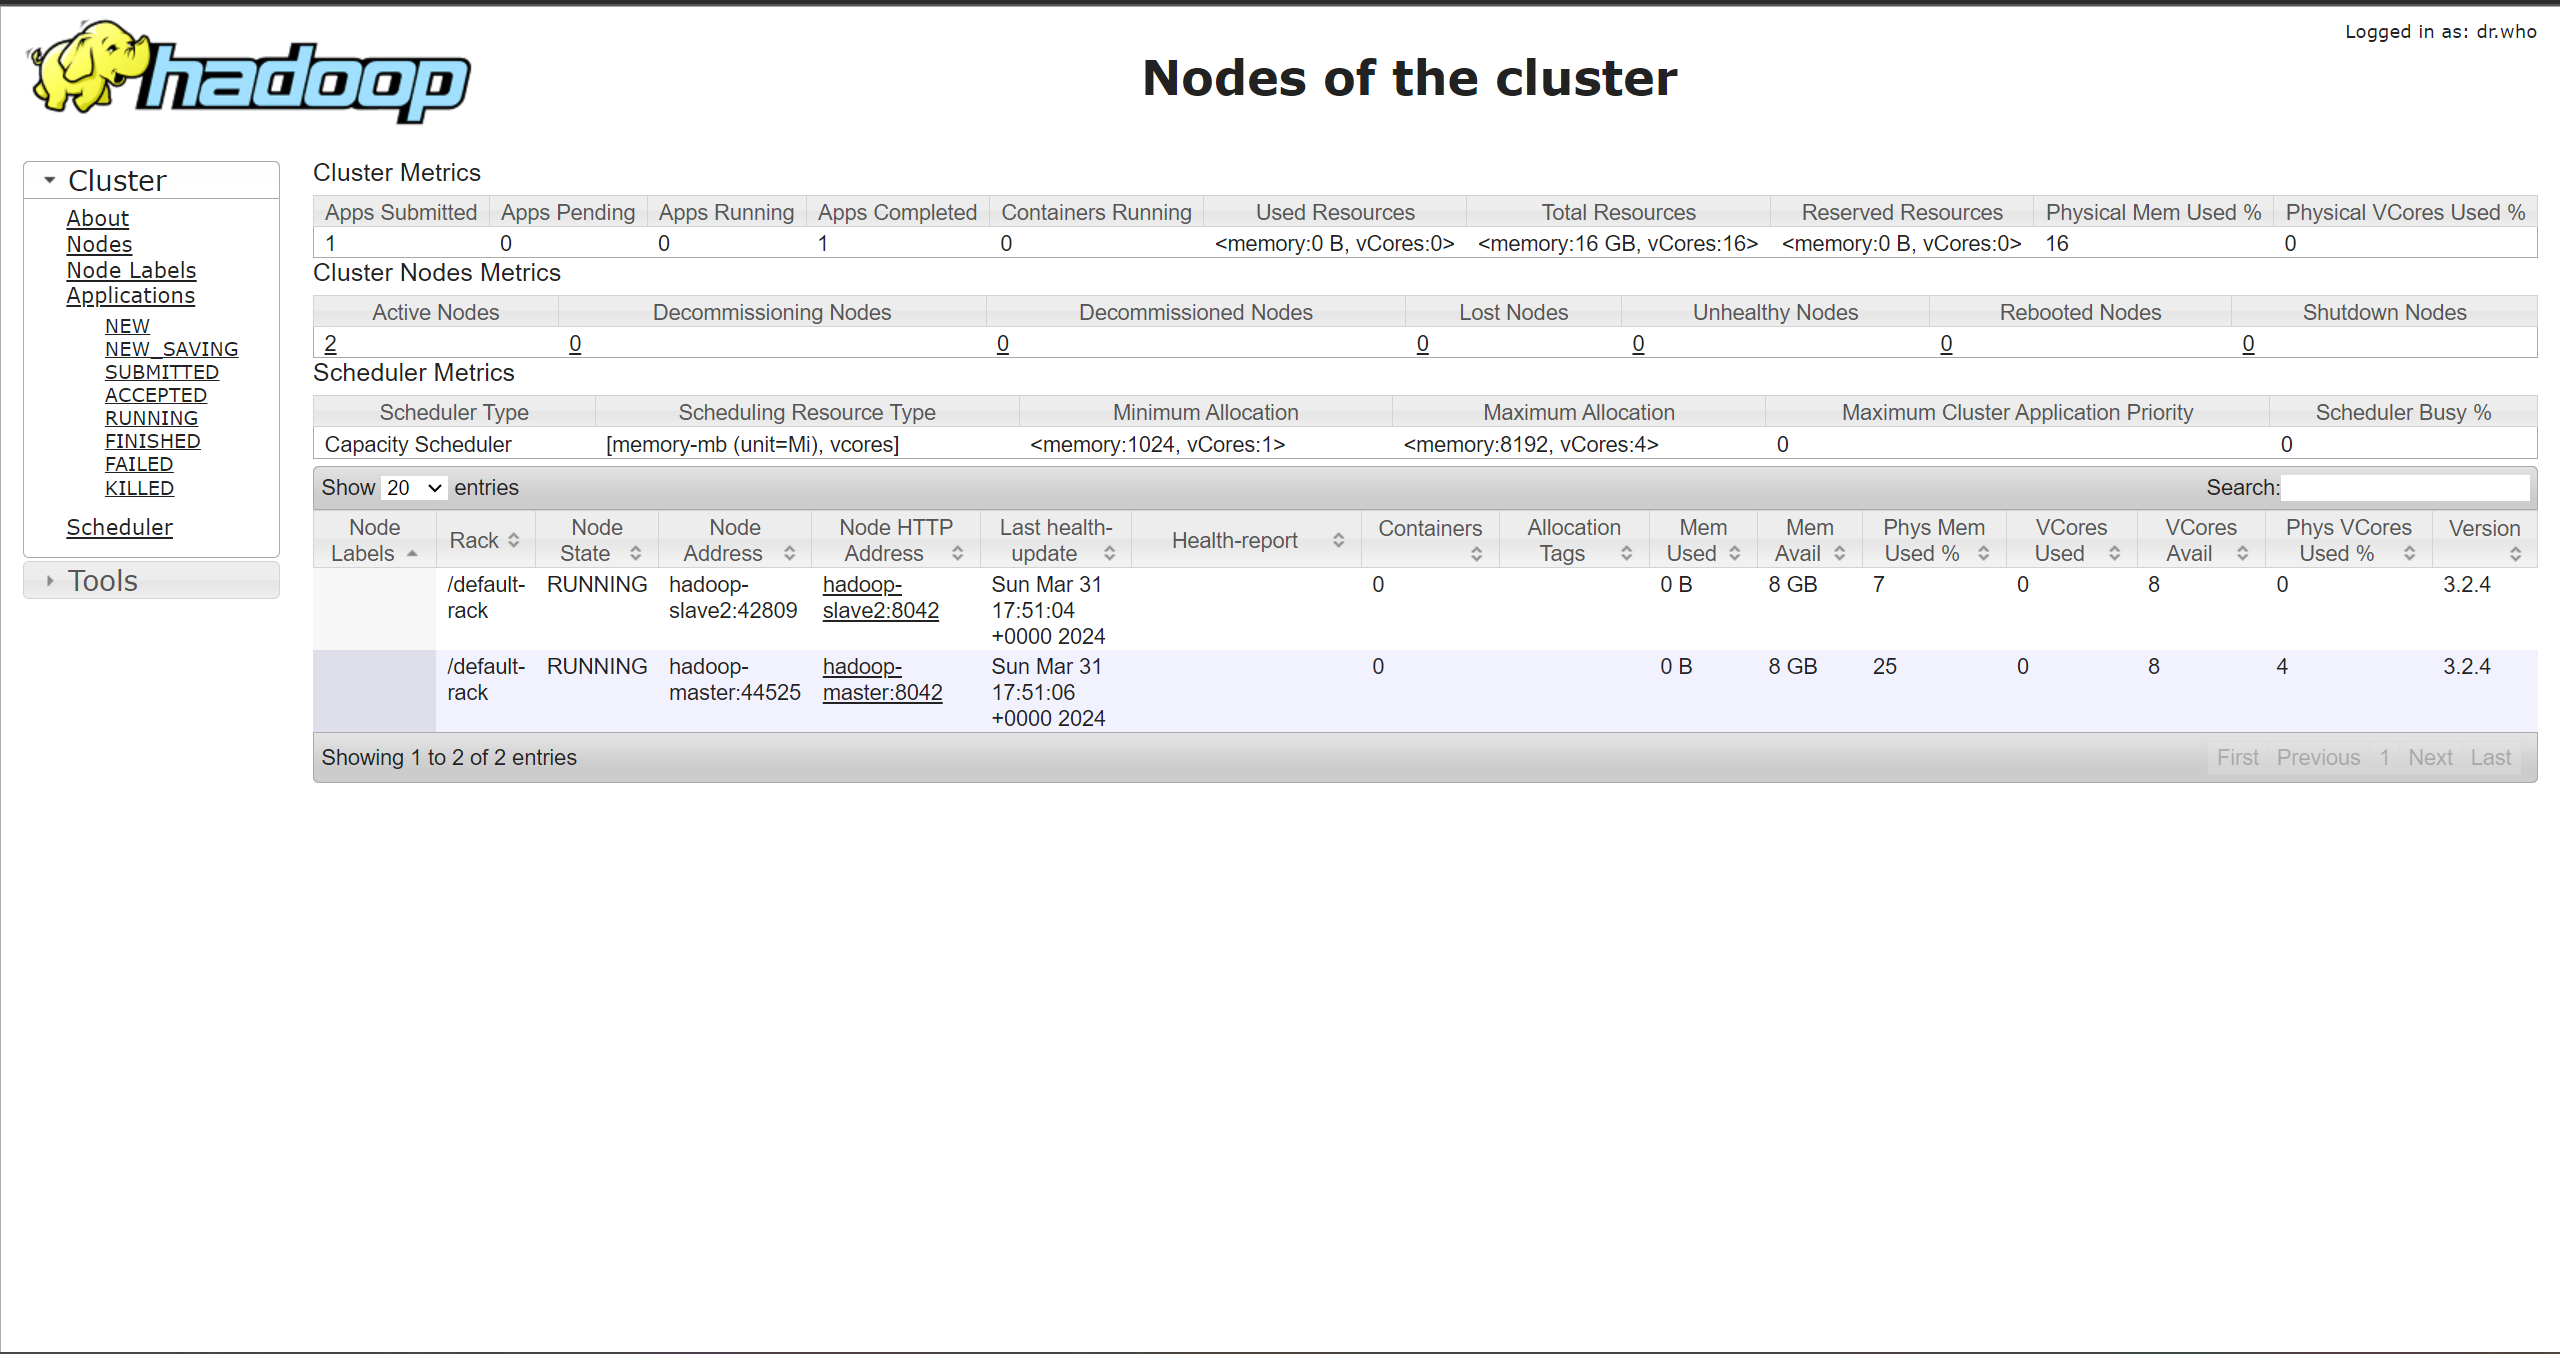 hadoop
Logged in as: dr.who
Nodes of the cluster
Cluster
About
Nodes
Node Labels
Applications
NEW
NEW_SAVING
SUBMITTED
ACCEPTED
RUNNING
FINISHED
FAILED
KILLED
Scheduler
Tools
Cluster Metrics
Apps Submitted Apps Pending Apps Running Apps Completed Containers Running Used Resources Total Resources Reserved Resources Physical Mem Used % Physical VCores Used %
1 0 0 1 0 <memory:0 B, vCores:0> <memory:16 GB, vCores:16> <memory:0 B, vCores:0> 16 0
Cluster Nodes Metrics
Active Nodes Decommissioning Nodes Decommissioned Nodes Lost Nodes Unhealthy Nodes Rebooted Nodes Shutdown Nodes
2 0 0 0 0 0 0
Scheduler Metrics
Scheduler Type Scheduling Resource Type Minimum Allocation Maximum Allocation Maximum Cluster Application Priority Scheduler Busy %
Capacity Scheduler [memory-mb (unit=Mi), vcores] <memory:1024, vCores:1> <memory:8192, vCores:4> 0 0
Show 20 entries Search:
Node Labels Rack Node State Node Address Node HTTP Address Last health-update Health-report Containers Allocation Tags Mem Used Mem Avail Phys Mem Used % VCores Used VCores Avail Phys VCores Used % Version
/default- RUNNING hadoop- hadoop- Sun Mar 31 0 0 B 8 GB 7 0 8 0 3.2.4
rack slave2:42809 slave2:8042 17:51:04
+0000 2024
/default- RUNNING hadoop- hadoop- Sun Mar 31 0 0 B 8 GB 25 0 8 4 3.2.4
rack master:44525 master:8042 17:51:06
+0000 2024
Showing 1 to 2 of 2 entries First Previous 1 Next Last